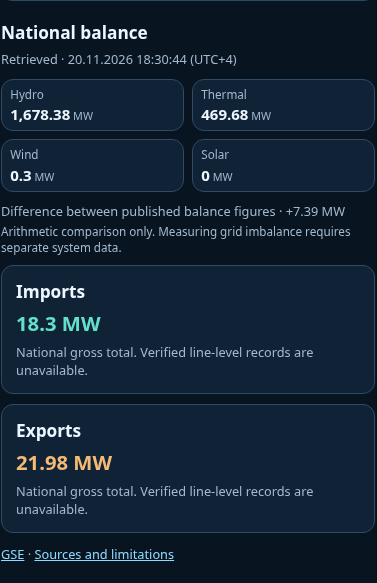 National balance
Retrieved · 20.11.2026 18:30:44 (UTC+4)
Hydro
1,678.38 MW
Thermal
469.68 MW
Wind
0.3 MW
Solar
0 MW
Difference between published balance figures · +7.39 MW
Arithmetic comparison only. Measuring grid imbalance requires
separate system data.
Imports
18.3 MW
National gross total. Verified line-level records are
unavailable.
Exports
21.98 MW
National gross total. Verified line-level records are
unavailable.
GSE · Sources and limitations